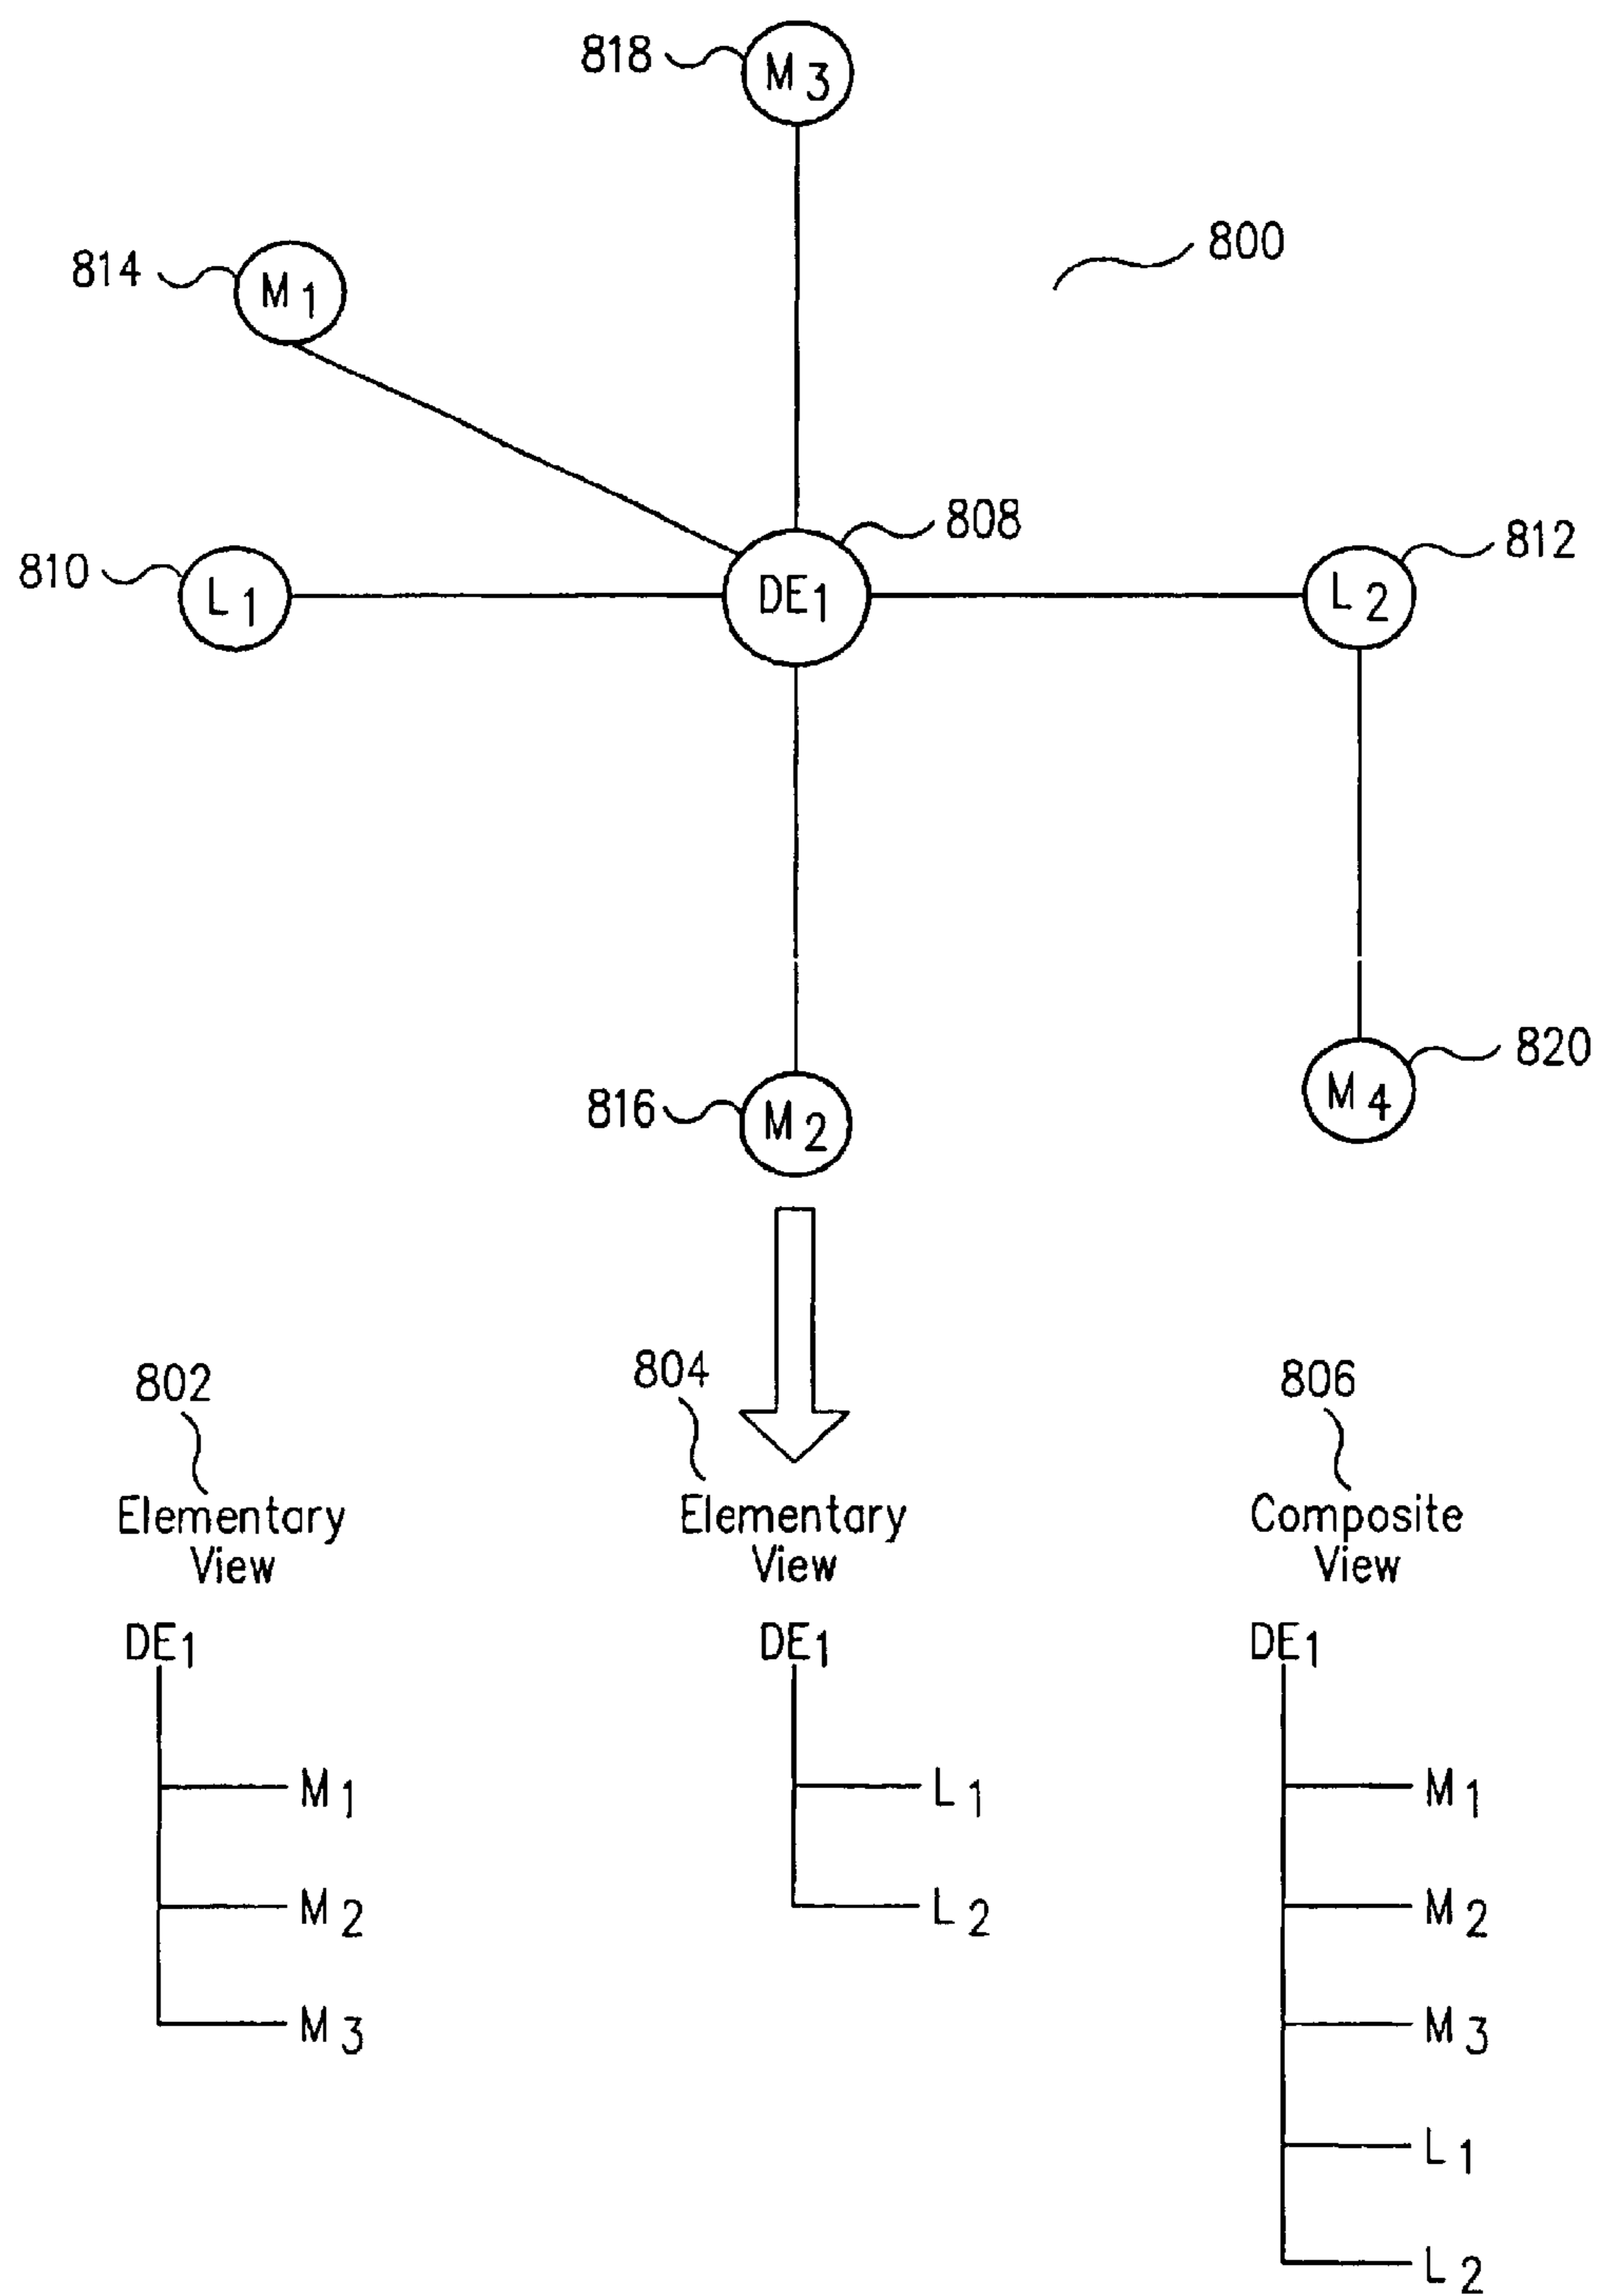 818 M3
800
814 M1
808
812
810 L1 DE1 L2
820
816 M2 M4
802 804 806
Elementary View
Elementary View
Composite View
DE1 DE1 DE1
M1 L1 M1
M2 L2 M2
M3 M3
L1
L2